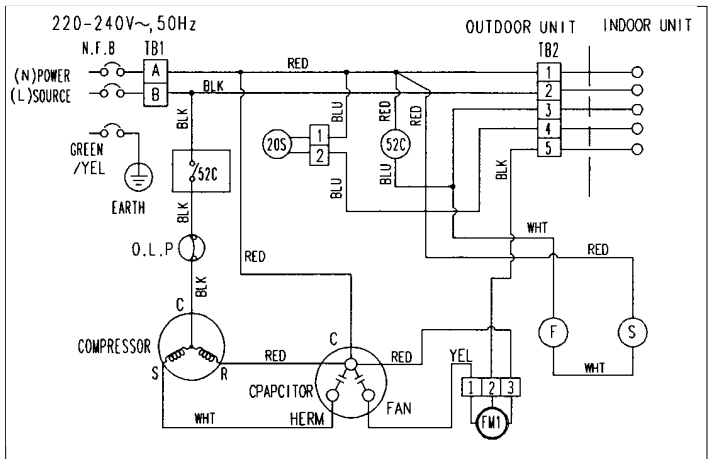 220-240V~,50Hz
OUTDOOR UNIT
INDOOR UNIT
N.F.B
TB1
TB2
(N)POWER
A
RED
1
(L)SOURCE
B
BLK
2
3
4
5
BLK
BLU
RED
RED
GREEN
/YEL
EARTH
20S
1
2
52C
52C
BLU
BLU
BLK
BLK
O.L.P
RED
WHT
RED
BLK
C
COMPRESSOR
S
R
RED
C
RED
YEL
F
S
WHT
CPAPCITOR
1
2
3
WHT
HERM
FAN
FM1